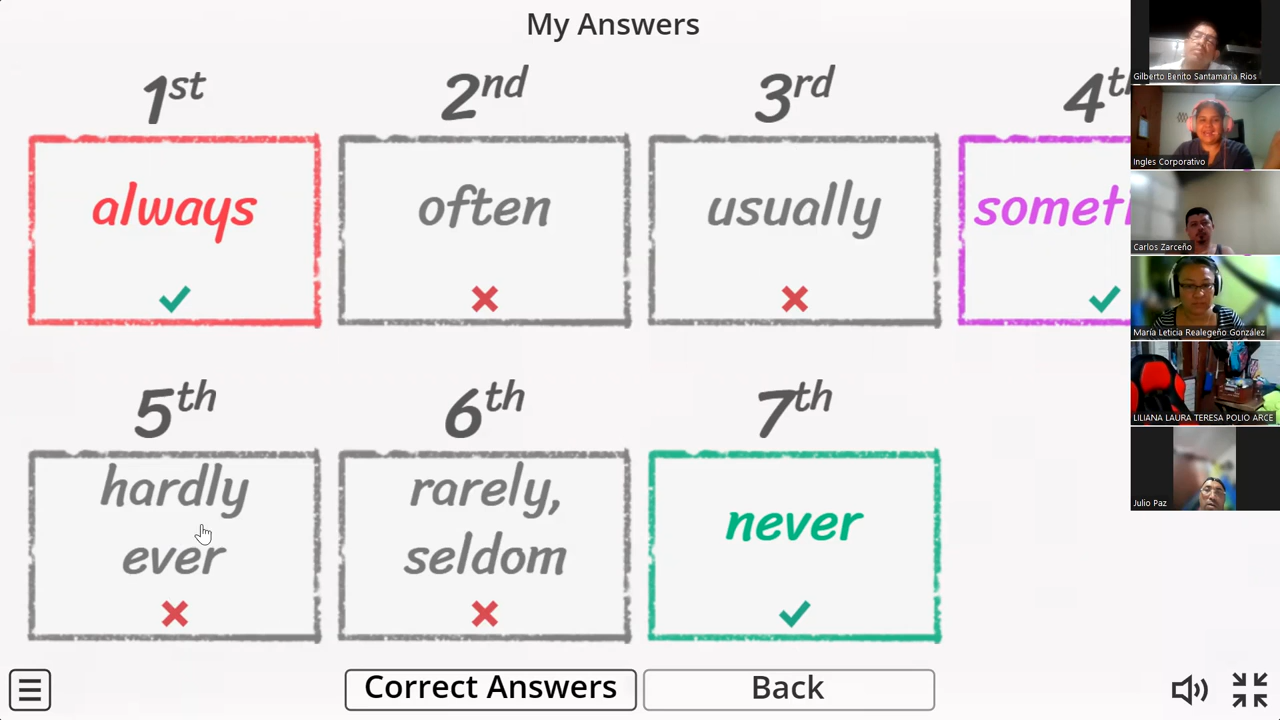 My Answers
1st
2nd
3rd
4th
always
often
usually
5th
6th
7th
hardly
ever
rarely,
seldom
never
Correct Answers
Back
Gilberto Benito Santamaria Rios
Ingles Corporativo
Carlos Zarceño
María Leticia Realegeño González
LILIANA LAURA TERESA POLIO ARCE
Julio Paz